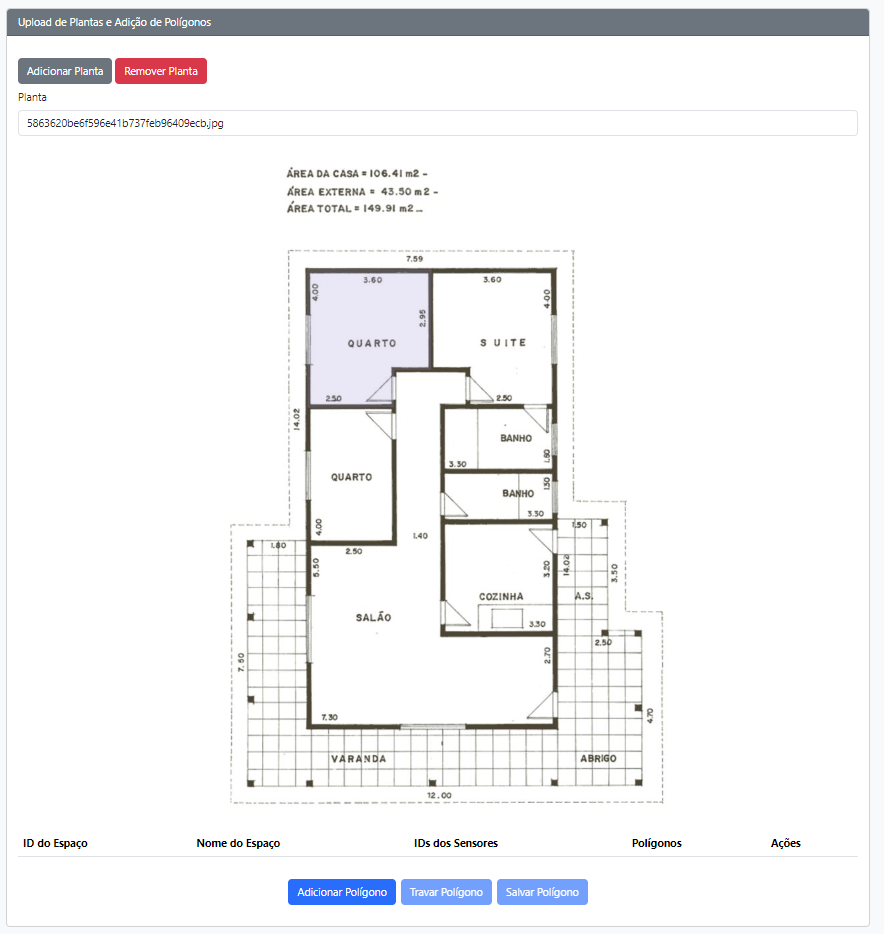 Upload de Plantas e Adição de Polígonos
Adicionar Planta Remover Planta
Planta
5863620be6f596e41b737feb96409ecb.jpg
ÁREA DA CASA = 106.41 m2 -
ÁREA EXTERNA = 43.50 m2 -
ÁREA TOTAL = 149.91 m2 ...
7.59
3.60 3.60
4.00 4.00
2.95
QUARTO SUITE
2.50 2.50
14.02
BANHO
1.80
3.30
QUARTO
1.30
BANHO
3.30
4.00
1.50
1.40
1.80
2.50
5.50
3.20
14.02
3.50
COZINHA
A.S.
SALÃO
3.30
2.50
7.50
2.70
7.30
4.70
VARANDA ABRIGO
12.00
ID do Espaço Nome do Espaço IDs dos Sensores Polígonos Ações
Adicionar Polígono Travar Polígono Salvar Polígono